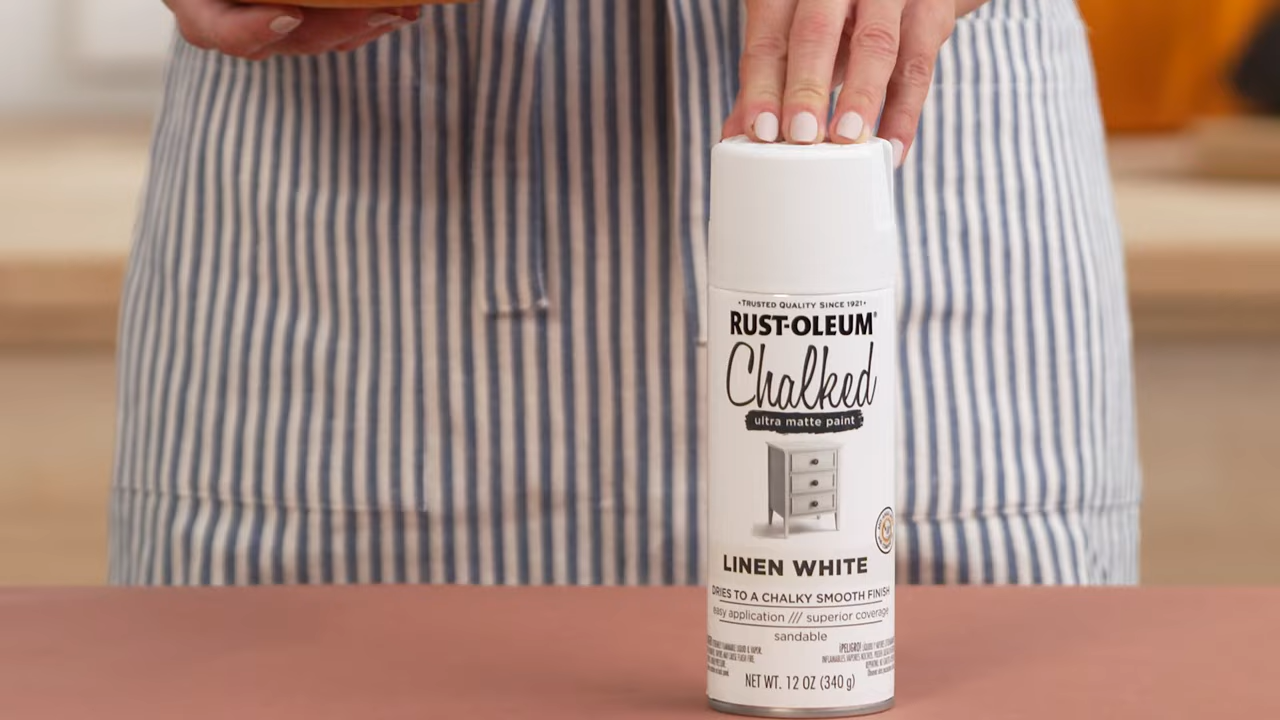 •TRUSTED QUALITY SINCE 1921•
RUST-OLEUM®
Chalked
ultra matte paint
LINEN WHITE
DRIES TO A CHALKY SMOOTH FINISH
easy application /// superior coverage
sandable
¡PELIGRO!
NET WT. 12 OZ (340 g)